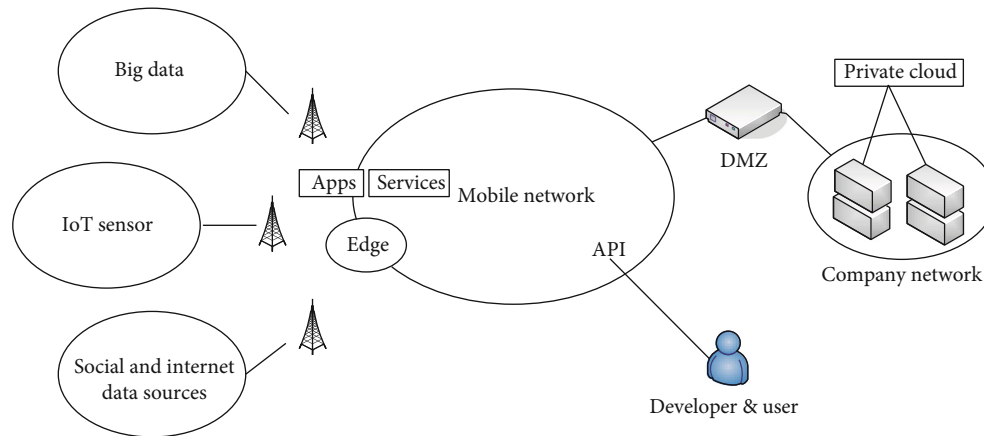 Big data
Private cloud
DMZ
Apps
Services
Mobile network
IoT sensor
Edge
API
Company network
Social and internet
data sources
Developer & user